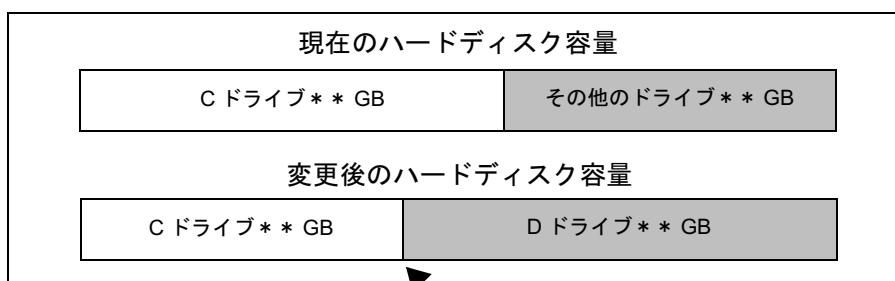 現在のハードディスク容量
C ドライブ＊＊ GB
その他のドライブ＊＊ GB
変更後のハードディスク容量
C ドライブ＊＊ GB
D ドライブ＊＊ GB